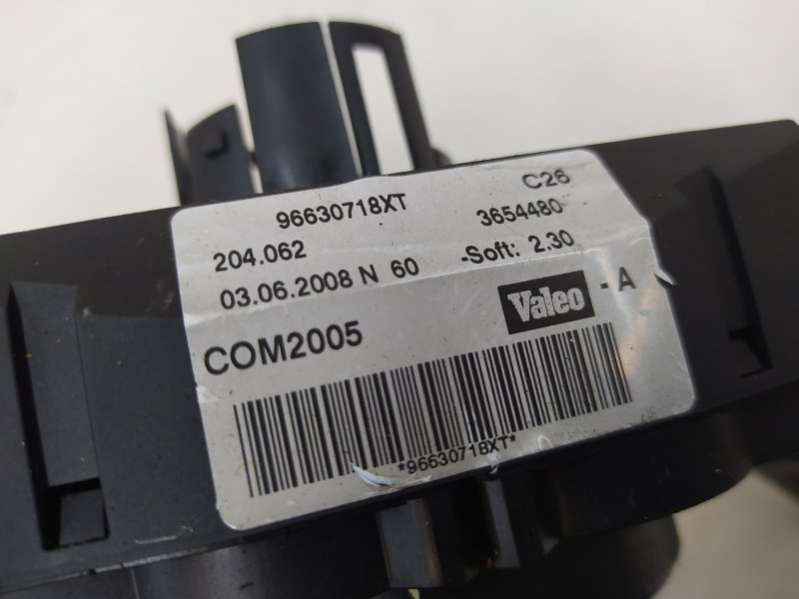 96630718XT C26
204.062 3654480
03.06.2008 N 60 -Soft: 2.30
COM2005 Valeo - A
*96630718XT*